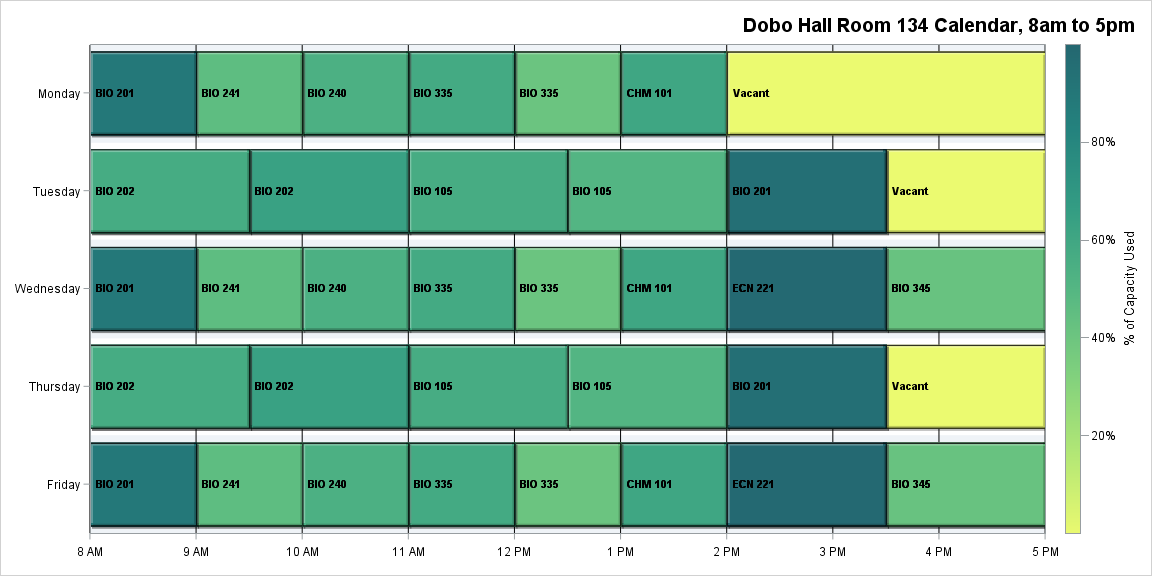 Dobo Hall Room 134 Calendar, 8am to 5pm
Monday
BIO 201
BIO 241
BIO 240
BIO 335
BIO 335
CHM 101
Vacant
Tuesday
BIO 202
BIO 202
BIO 105
BIO 105
BIO 201
Vacant
Wednesday
BIO 201
BIO 241
BIO 240
BIO 335
BIO 335
CHM 101
ECN 221
BIO 345
Thursday
BIO 202
BIO 202
BIO 105
BIO 105
BIO 201
Vacant
Friday
BIO 201
BIO 241
BIO 240
BIO 335
BIO 335
CHM 101
ECN 221
BIO 345
8 AM
9 AM
10 AM
11 AM
12 PM
1 PM
2 PM
3 PM
4 PM
5 PM
80%
60%
40%
20%
% of Capacity Used